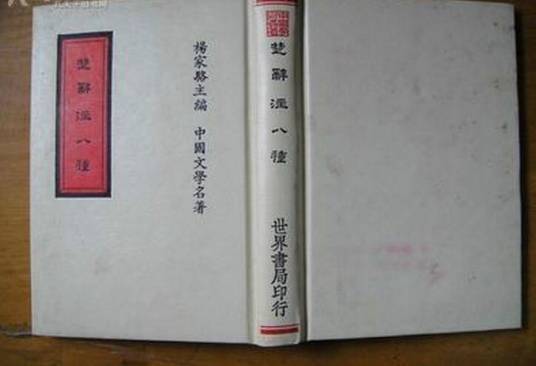 楚辭注八種
楊家駱主編 中國文學名著
楚辭注八種
世界書局印行